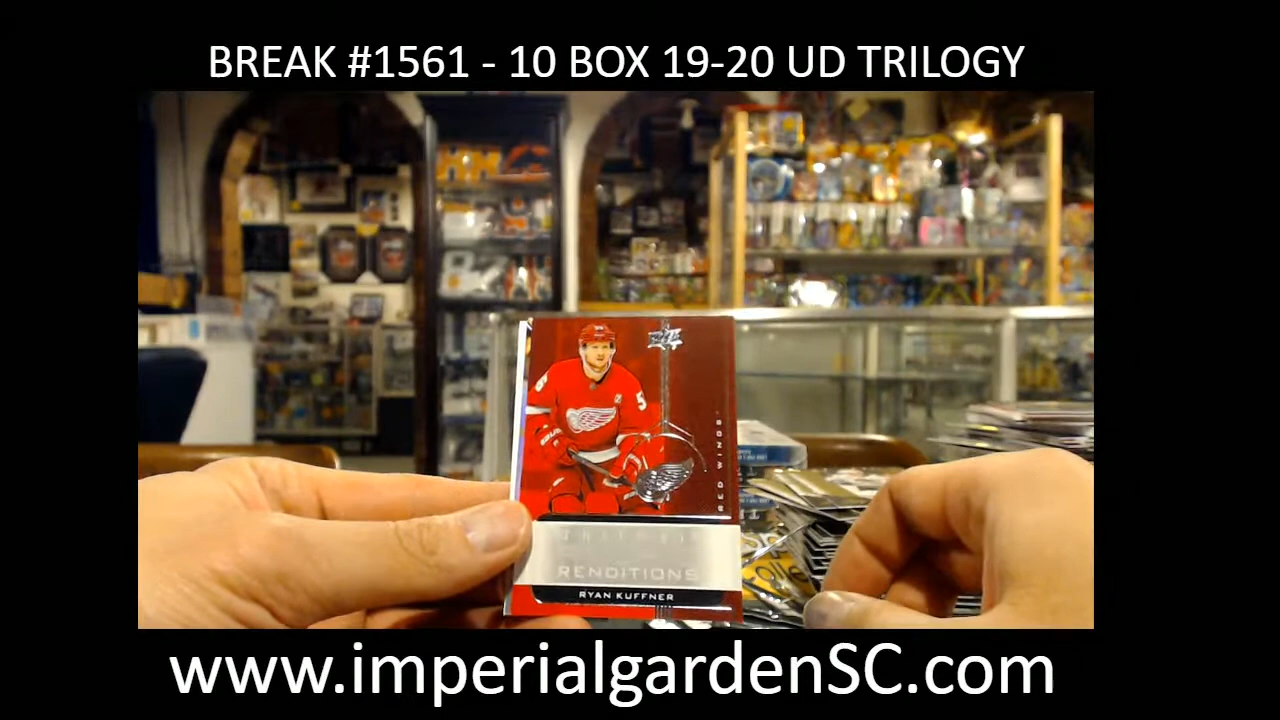 BREAK #1561 - 10 BOX 19-20 UD TRILOGY
RED WINGS
RENDITIONS
RYAN KUFFNER
www.imperialgardenSC.com